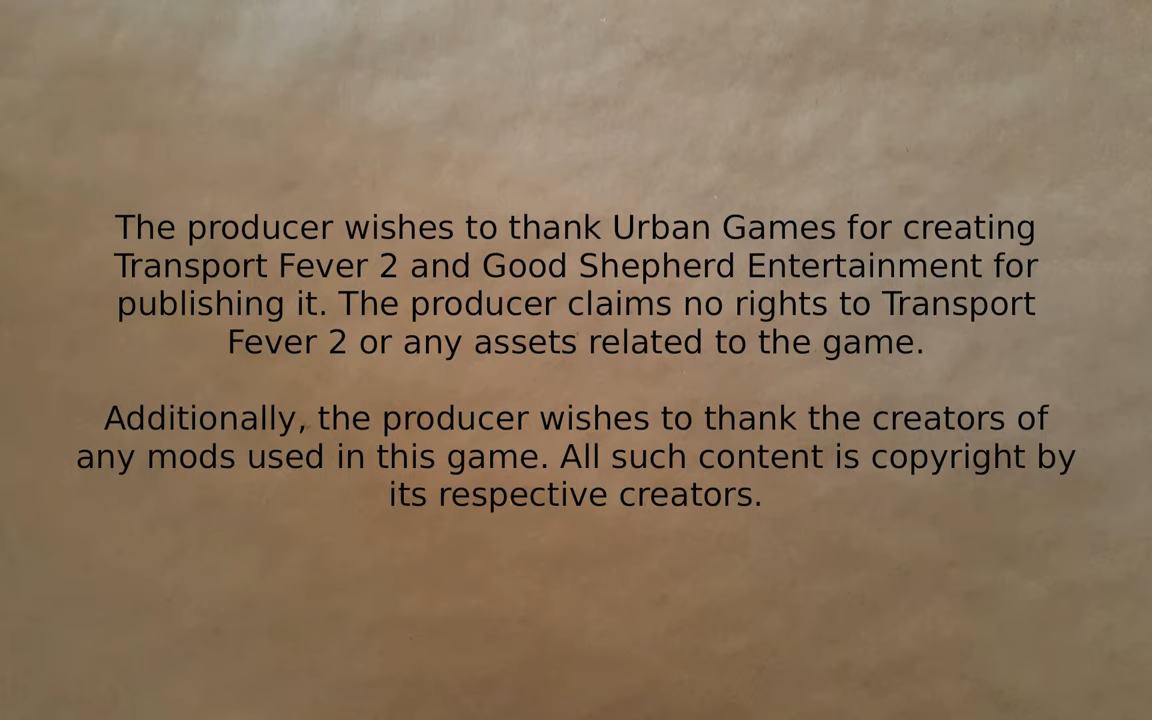 The producer wishes to thank Urban Games for creating
Transport Fever 2 and Good Shepherd Entertainment for
publishing it. The producer claims no rights to Transport
Fever 2 or any assets related to the game.
Additionally, the producer wishes to thank the creators of
any mods used in this game. All such content is copyright by
its respective creators.